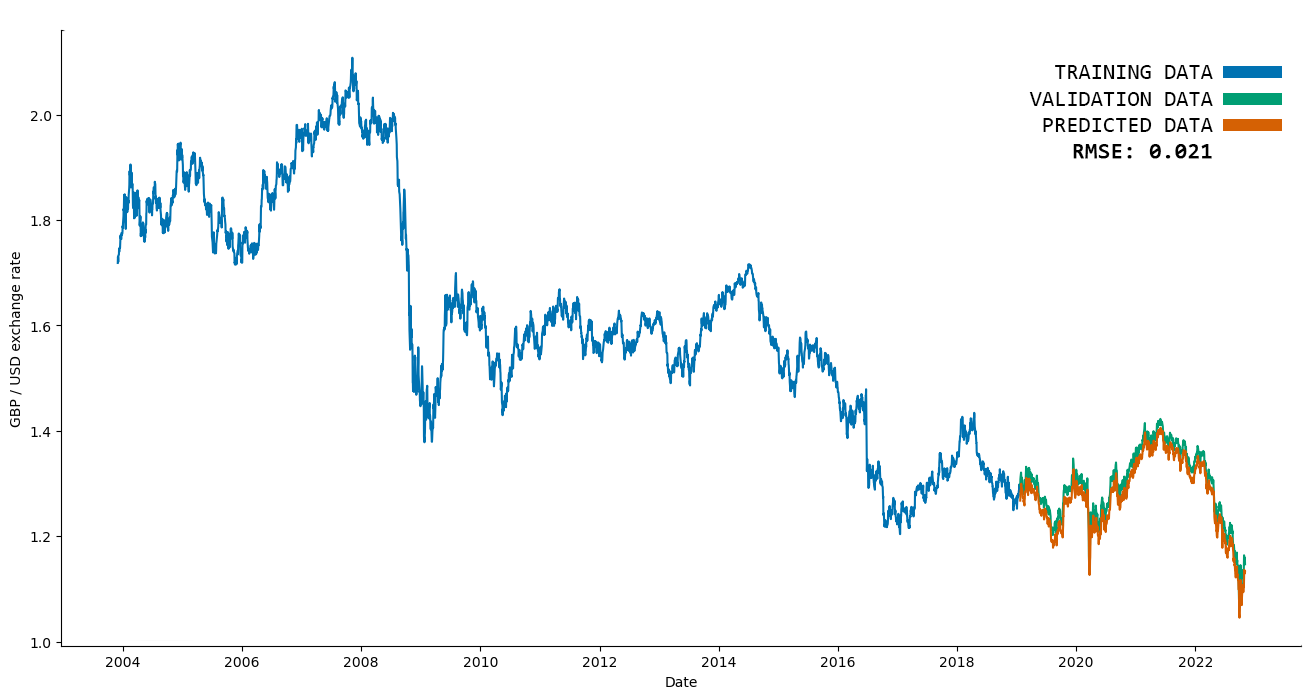 TRAINING DATA
VALIDATION DATA
PREDICTED DATA
RMSE: 0.021
GBP / USD exchange rate
2.0
1.8
1.6
1.4
1.2
1.0
2004 2006 2008 2010 2012 2014 2016 2018 2020 2022
Date